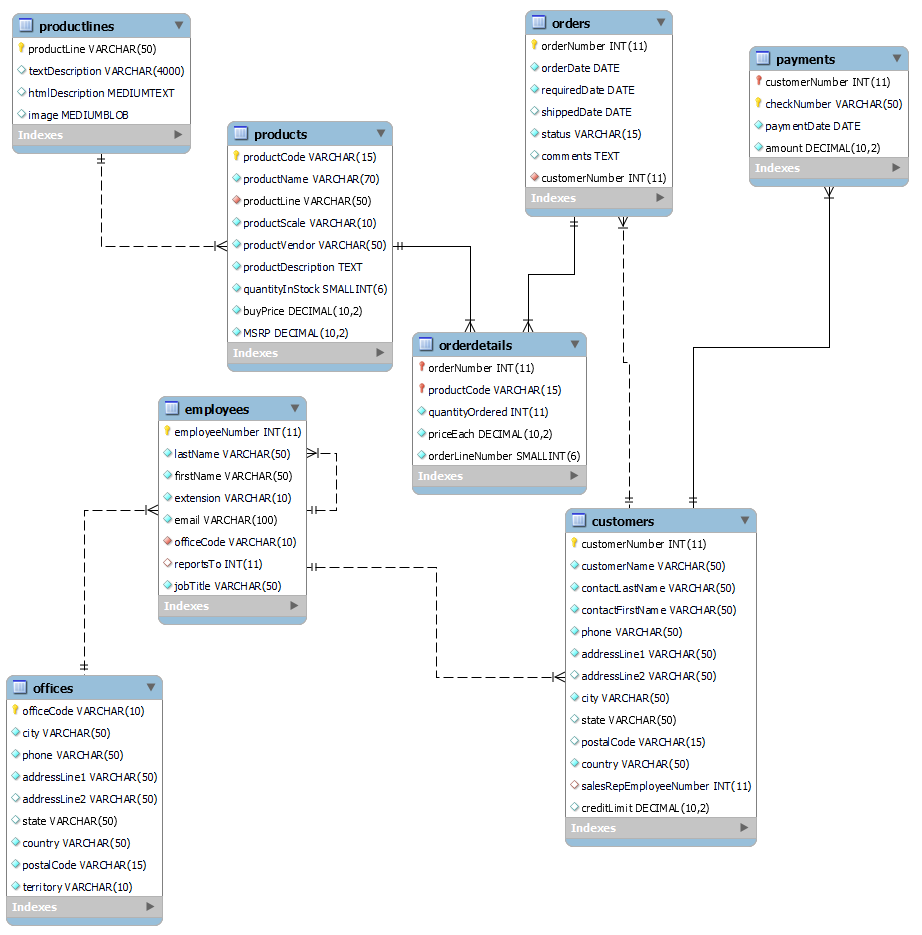 productlines
productLine VARCHAR(50)
textDescription VARCHAR(4000)
htmlDescription MEDIUMTEXT
image MEDIUMBLOB
Indexes
products
productCode VARCHAR(15)
productName VARCHAR(70)
productLine VARCHAR(50)
productScale VARCHAR(10)
productVendor VARCHAR(50)
productDescription TEXT
quantityInStock SMALLINT(6)
buyPrice DECIMAL(10,2)
MSRP DECIMAL(10,2)
Indexes
orders
orderNumber INT(11)
orderDate DATE
requiredDate DATE
shippedDate DATE
status VARCHAR(15)
comments TEXT
customerNumber INT(11)
Indexes
payments
customerNumber INT(11)
checkNumber VARCHAR(50)
paymentDate DATE
amount DECIMAL(10,2)
Indexes
orderdetails
orderNumber INT(11)
productCode VARCHAR(15)
quantityOrdered INT(11)
priceEach DECIMAL(10,2)
orderLineNumber SMALLINT(6)
Indexes
employees
employeeNumber INT(11)
lastName VARCHAR(50)
firstName VARCHAR(50)
extension VARCHAR(10)
email VARCHAR(100)
officeCode VARCHAR(10)
reportsTo INT(11)
jobTitle VARCHAR(50)
Indexes
customers
customerNumber INT(11)
customerName VARCHAR(50)
contactLastName VARCHAR(50)
contactFirstName VARCHAR(50)
phone VARCHAR(50)
addressLine1 VARCHAR(50)
addressLine2 VARCHAR(50)
city VARCHAR(50)
state VARCHAR(50)
postalCode VARCHAR(15)
country VARCHAR(50)
salesRepEmployeeNumber INT(11)
creditLimit DECIMAL(10,2)
Indexes
offices
officeCode VARCHAR(10)
city VARCHAR(50)
phone VARCHAR(50)
addressLine1 VARCHAR(50)
addressLine2 VARCHAR(50)
state VARCHAR(50)
country VARCHAR(50)
postalCode VARCHAR(15)
territory VARCHAR(10)
Indexes